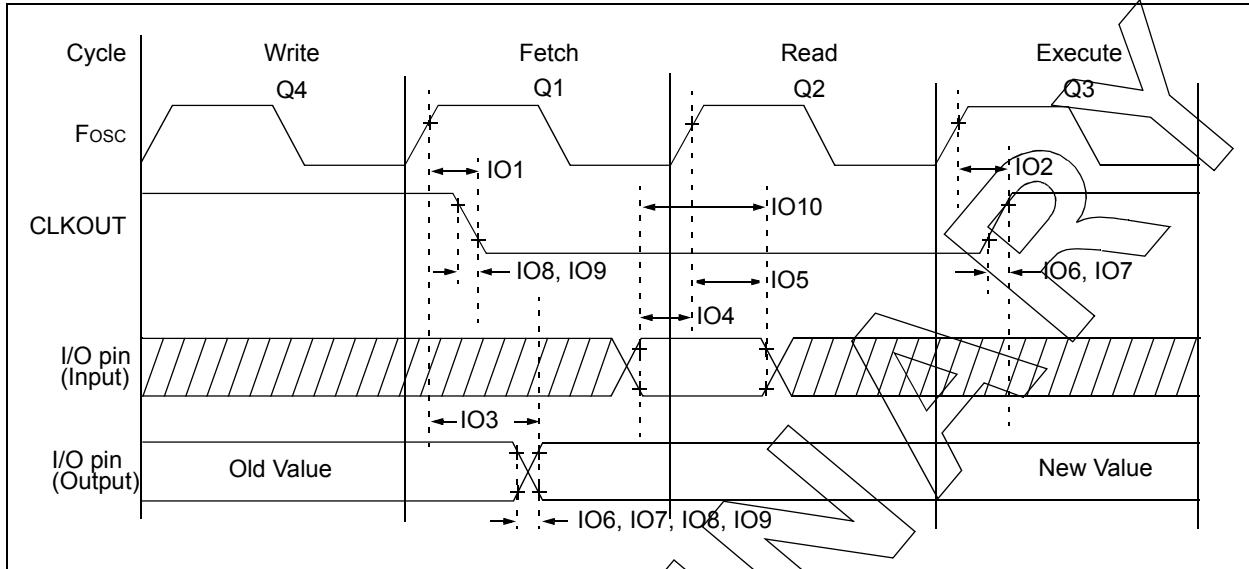 Cycle Write Fetch Read Execute
Q4 Q1 Q2 Q3
Fosc
IO1 IO2
CLKOUT IO10
IO8, IO9 IO6, IO7
IO5
IO4
I/O pin
(Input)
IO3
I/O pin
(Output)
Old Value New Value
IO6, IO7, IO8, IO9
NARY